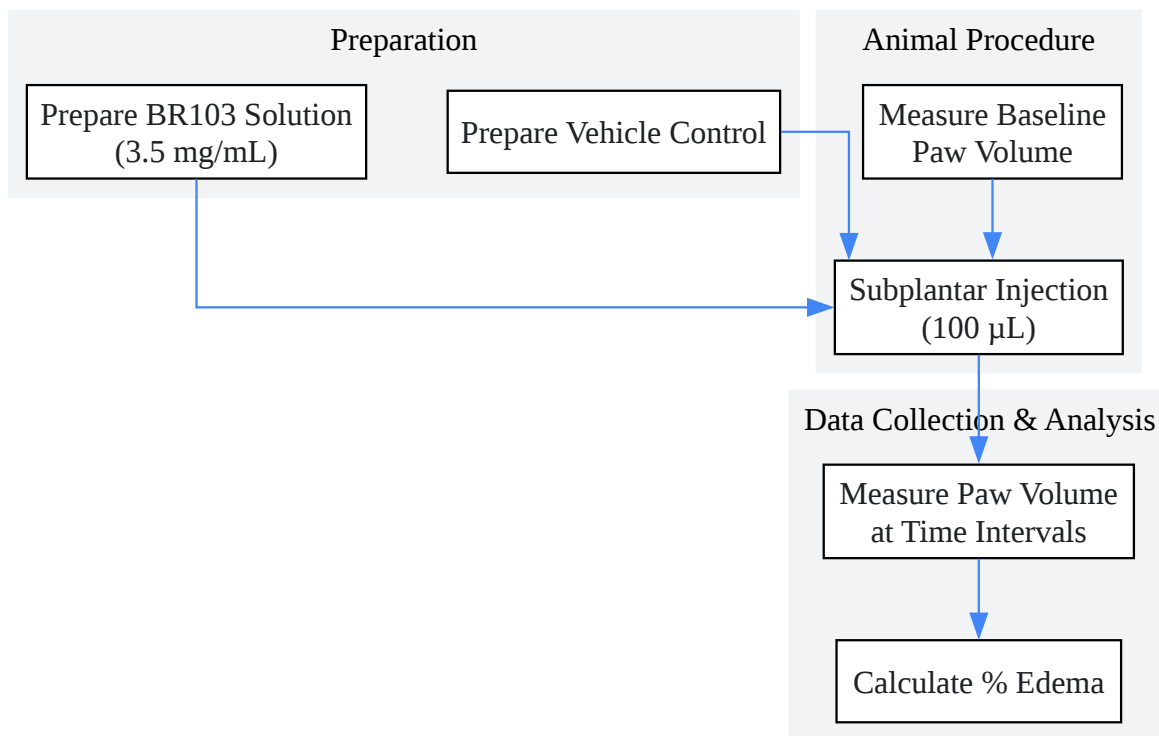 Preparation
Prepare BR103 Solution
(3.5 mg/mL)
Prepare Vehicle Control
Animal Procedure
Measure Baseline
Paw Volume
Subplantar Injection
(100 µL)
Data Collection & Analysis
Measure Paw Volume
at Time Intervals
Calculate % Edema